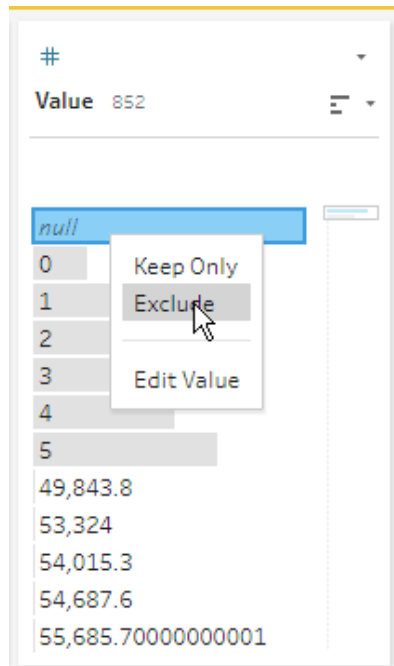 #
Value 852
null
0
Keep Only
1
Exclude
2
3
Edit Value
4
5
49,843.8
53,324
54,015.3
54,687.6
55,685.70000000001